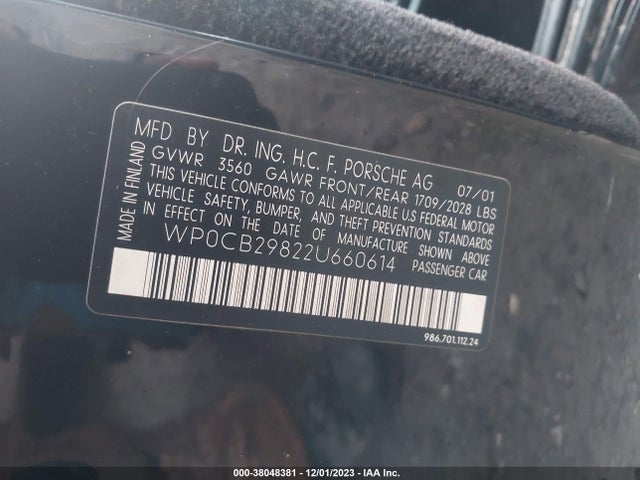 MFD BY DR. ING. H.C. F. PORSCHE AG 07/01
GVWR 3560 GAWR FRONT/REAR 1709/2028 LBS
THIS VEHICLE CONFORMS TO ALL APPLICABLE U.S FEDERAL MOTOR
VEHICLE SAFETY, BUMPER, AND THEFT PREVENTION STANDARDS
IN EFFECT ON THE DATE OF MANUFACTURE SHOWN ABOVE
WP0CB29822U660614 PASSENGER CAR
MADE IN FINLAND
986.701.112.24
000-38048381 - 12/01/2023 - IAA Inc.